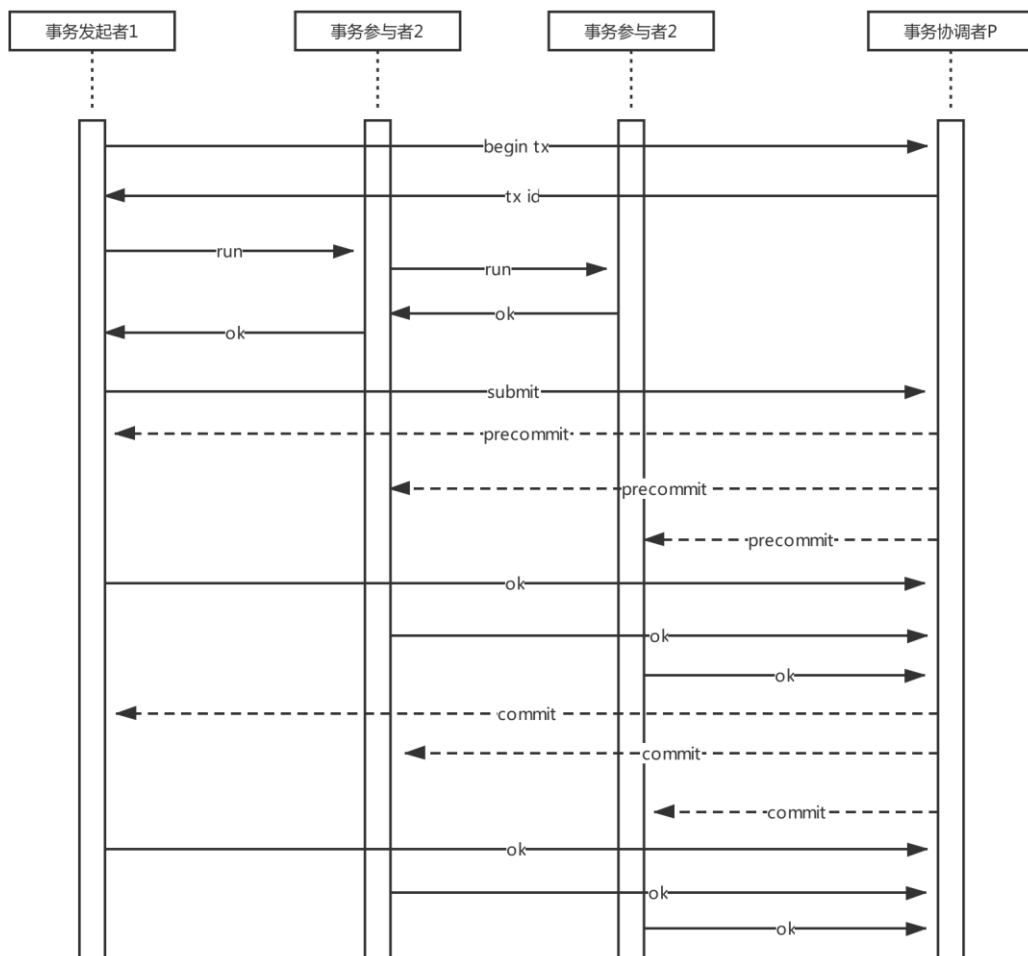 事务发起者1
事务参与者2
事务参与者2
事务协调者P
begin tx
tx id
run
run
ok
ok
submit
precommit
precommit
precommit
ok
ok
ok
commit
commit
commit
ok
ok
ok